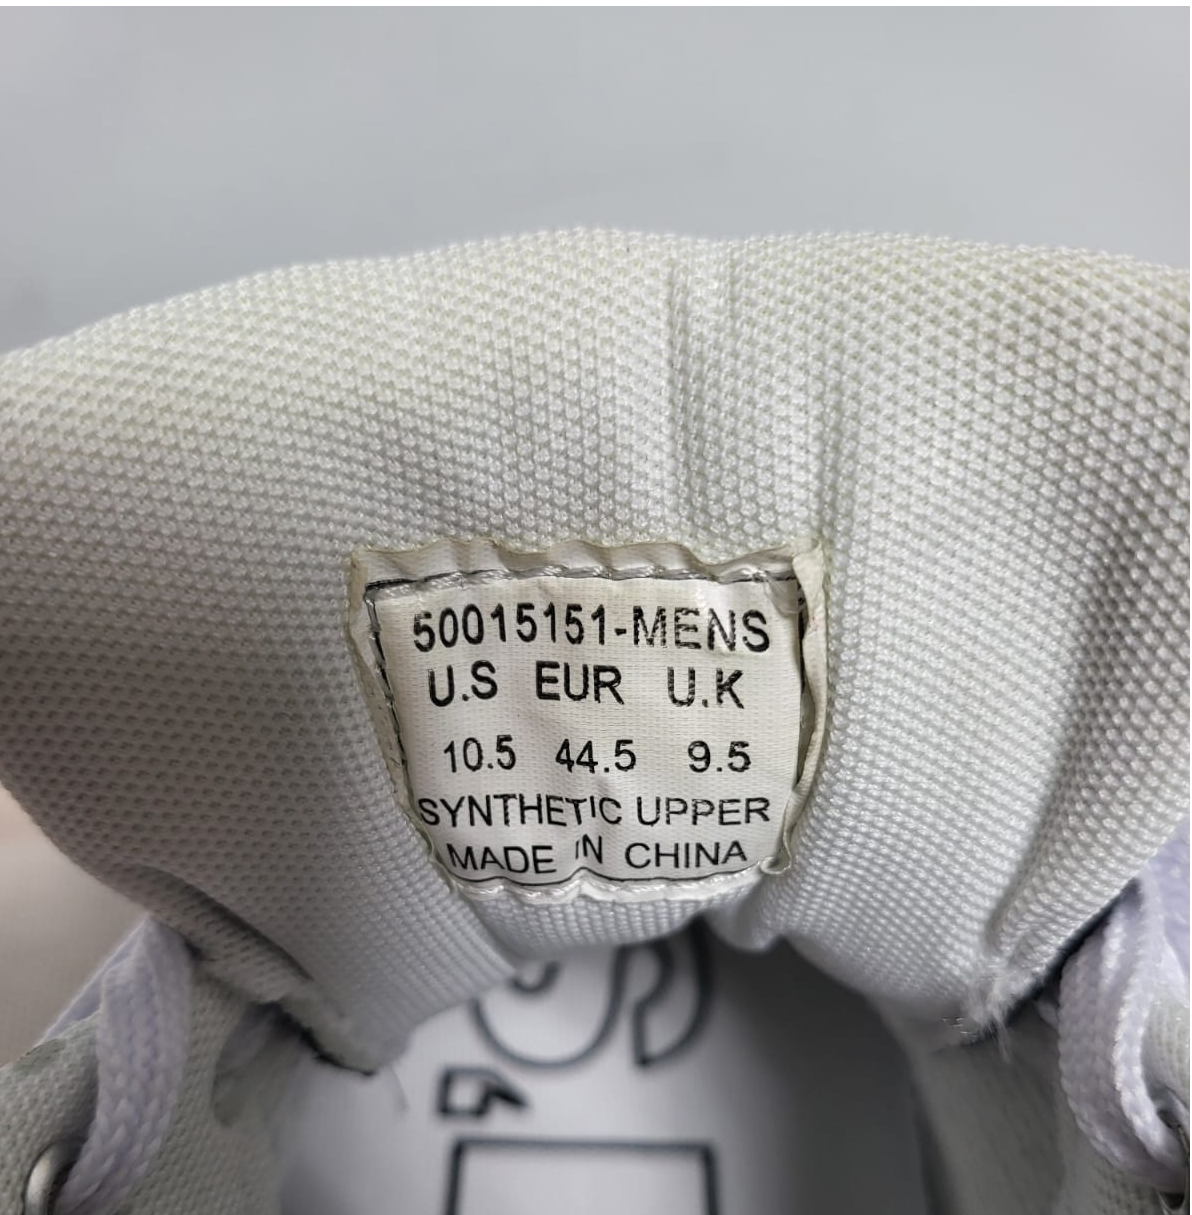 50015151-MENS
U.S EUR U.K
10.5 44.5 9.5
SYNTHETIC UPPER
MADE IN CHINA